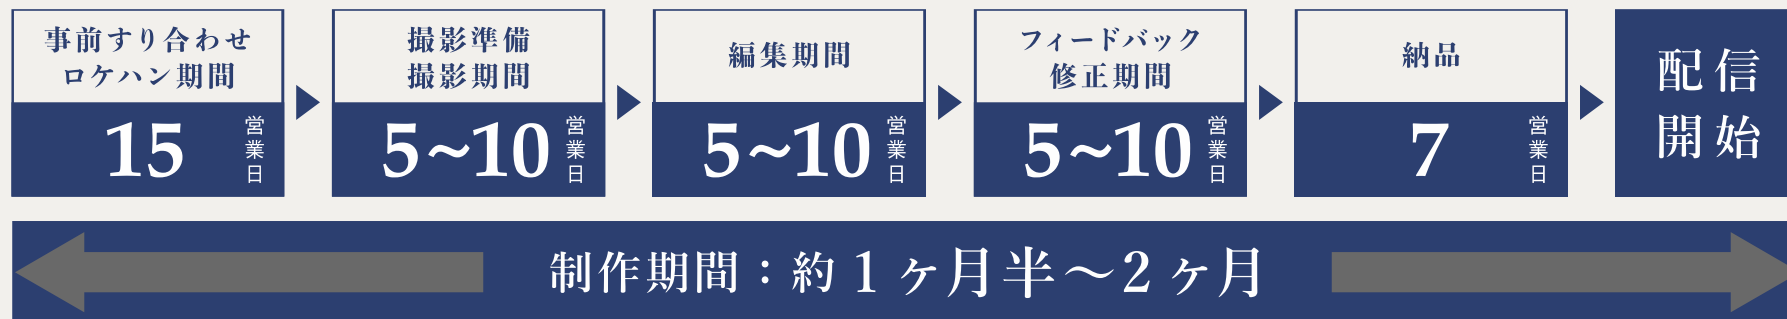 事前すり合わせ
ロケハン期間
15
営業日
撮影準備
撮影期間
5~10
営業日
編集期間
5~10
営業日
フィードバック
修正期間
5~10
営業日
納品
7
営業日
配信
開始
制作期間：約1ヶ月半〜2ヶ月